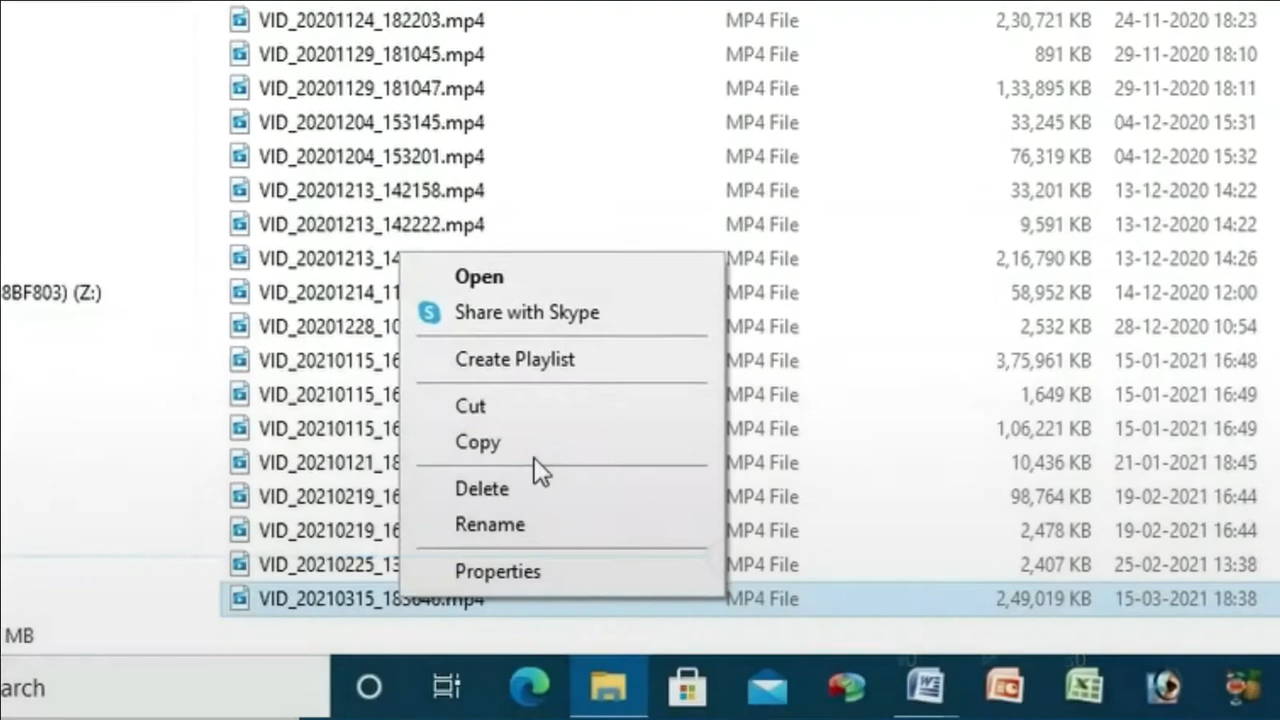 VID_20201124_182203.mp4 MP4 File 2,30,721 KB 24-11-2020 18:23
VID_20201129_181045.mp4 MP4 File 891 KB 29-11-2020 18:10
VID_20201129_181047.mp4 MP4 File 1,33,895 KB 29-11-2020 18:11
VID_20201204_153145.mp4 MP4 File 33,245 KB 04-12-2020 15:31
VID_20201204_153201.mp4 MP4 File 76,319 KB 04-12-2020 15:32
VID_20201213_142158.mp4 MP4 File 33,201 KB 13-12-2020 14:22
VID_20201213_142222.mp4 MP4 File 9,591 KB 13-12-2020 14:22
VID_20201213_14 MP4 File 2,16,790 KB 13-12-2020 14:26
8BF803) (Z:) VID_20201214_11 MP4 File 58,952 KB 14-12-2020 12:00
VID_20201228_10 MP4 File 2,532 KB 28-12-2020 10:54
VID_20210115_16 MP4 File 3,75,961 KB 15-01-2021 16:48
VID_20210115_16 MP4 File 1,649 KB 15-01-2021 16:49
VID_20210115_16 MP4 File 1,06,221 KB 15-01-2021 16:49
VID_20210121_18 MP4 File 10,436 KB 21-01-2021 18:45
VID_20210219_16 MP4 File 98,764 KB 19-02-2021 16:44
VID_20210219_16 MP4 File 2,478 KB 19-02-2021 16:44
VID_20210225_13 MP4 File 2,407 KB 25-02-2021 13:38
VID_20210315_183646.mp4 MP4 File 2,49,019 KB 15-03-2021 18:38
Open
Share with Skype
Create Playlist
Cut
Copy
Delete
Rename
Properties
MB
arch